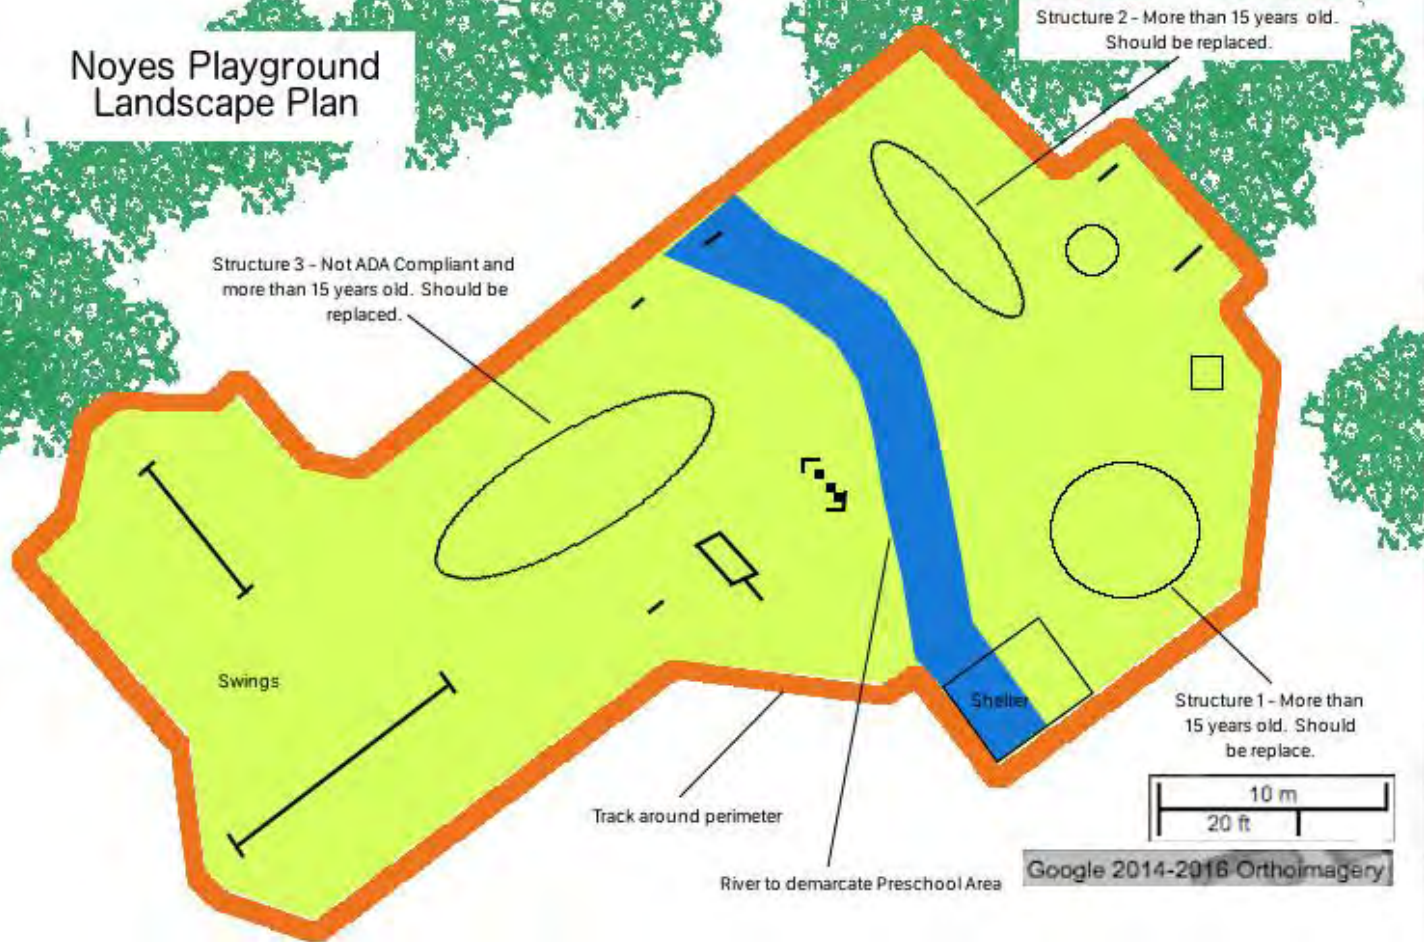 Noyes Playground
Landscape Plan
Structure 2 - More than 15 years old.
Should be replaced.
Structure 3 - Not ADA Compliant and
more than 15 years old. Should be
replaced.
Swings
Shelter
Structure 1 - More than
15 years old. Should
be replace.
Track around perimeter
River to demarcate Preschool Area
10 m
20 ft
Google 2014-2016 Orthoimagery